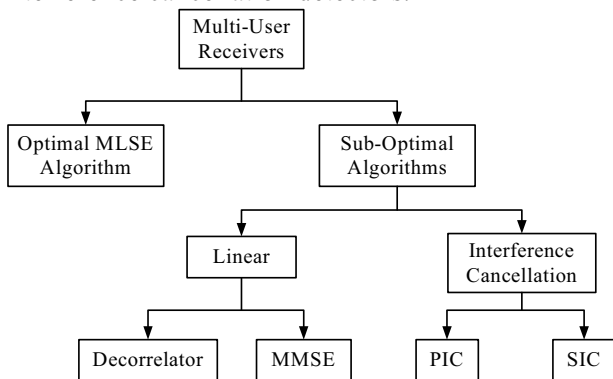 Multi-User
Receivers
Optimal MLSE
Algorithm
Sub-Optimal
Algorithms
Linear
Interference
Cancellation
Decorrelator
MMSE
PIC
SIC